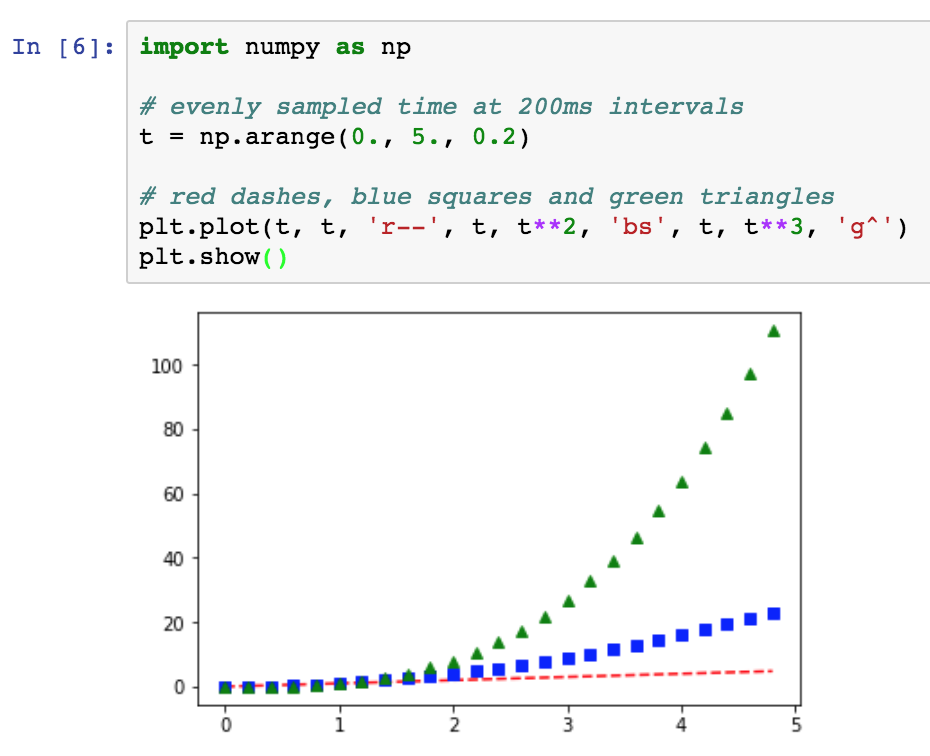 In [6]: import numpy as np
# evenly sampled time at 200ms intervals
t = np.arange(0., 5., 0.2)
# red dashes, blue squares and green triangles
plt.plot(t, t, 'r--', t, t**2, 'bs', t, t**3, 'g^')
plt.show()
100
80
60
40
20
0
0 1 2 3 4 5